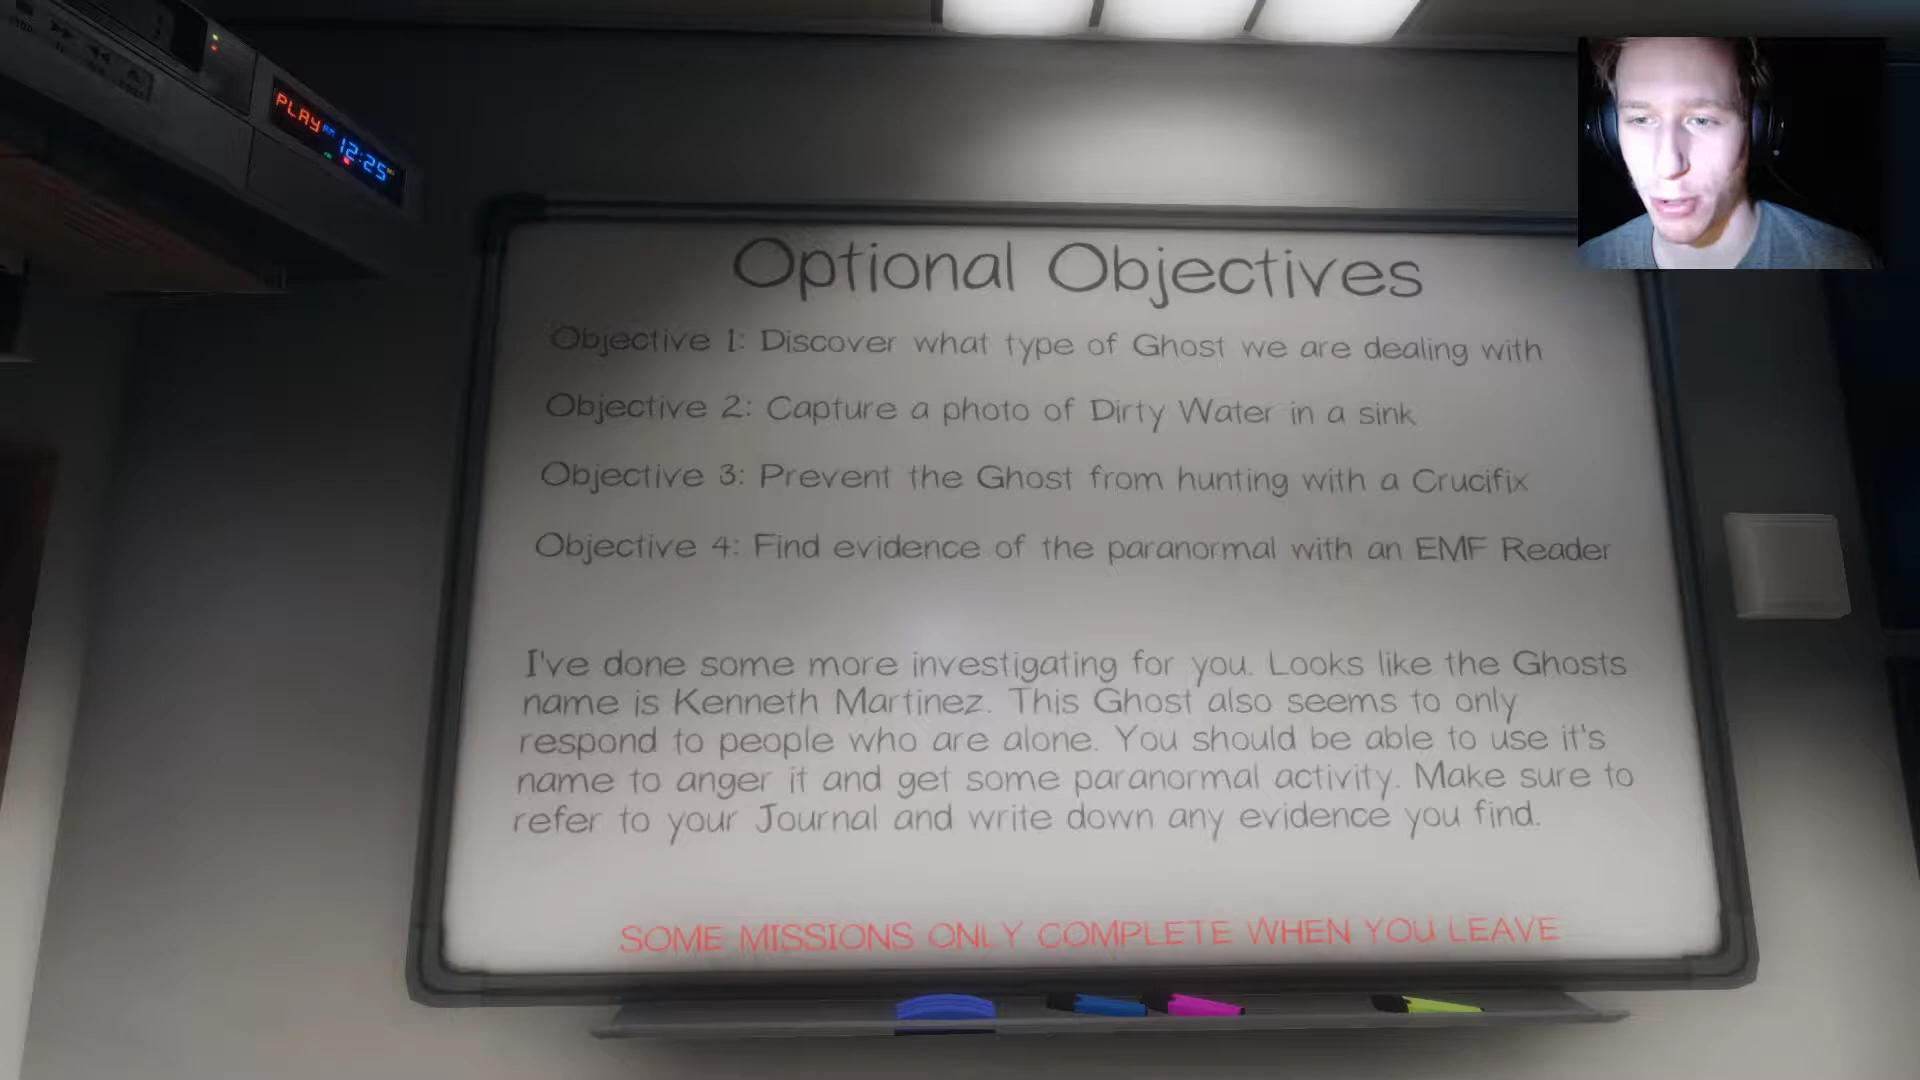 PLAY
12:25
Optional Objectives
Objective 1: Discover what type of Ghost we are dealing with
Objective 2: Capture a photo of Dirty Water in a sink
Objective 3: Prevent the Ghost from hunting with a Crucifix
Objective 4: Find evidence of the paranormal with an EMF Reader
I've done some more investigating for you. Looks like the Ghosts
name is Kenneth Martinez. This Ghost also seems to only
respond to people who are alone. You should be able to use it's
name to anger it and get some paranormal activity. Make sure to
refer to your Journal and write down any evidence you find.
SOME MISSIONS ONLY COMPLETE WHEN YOU LEAVE